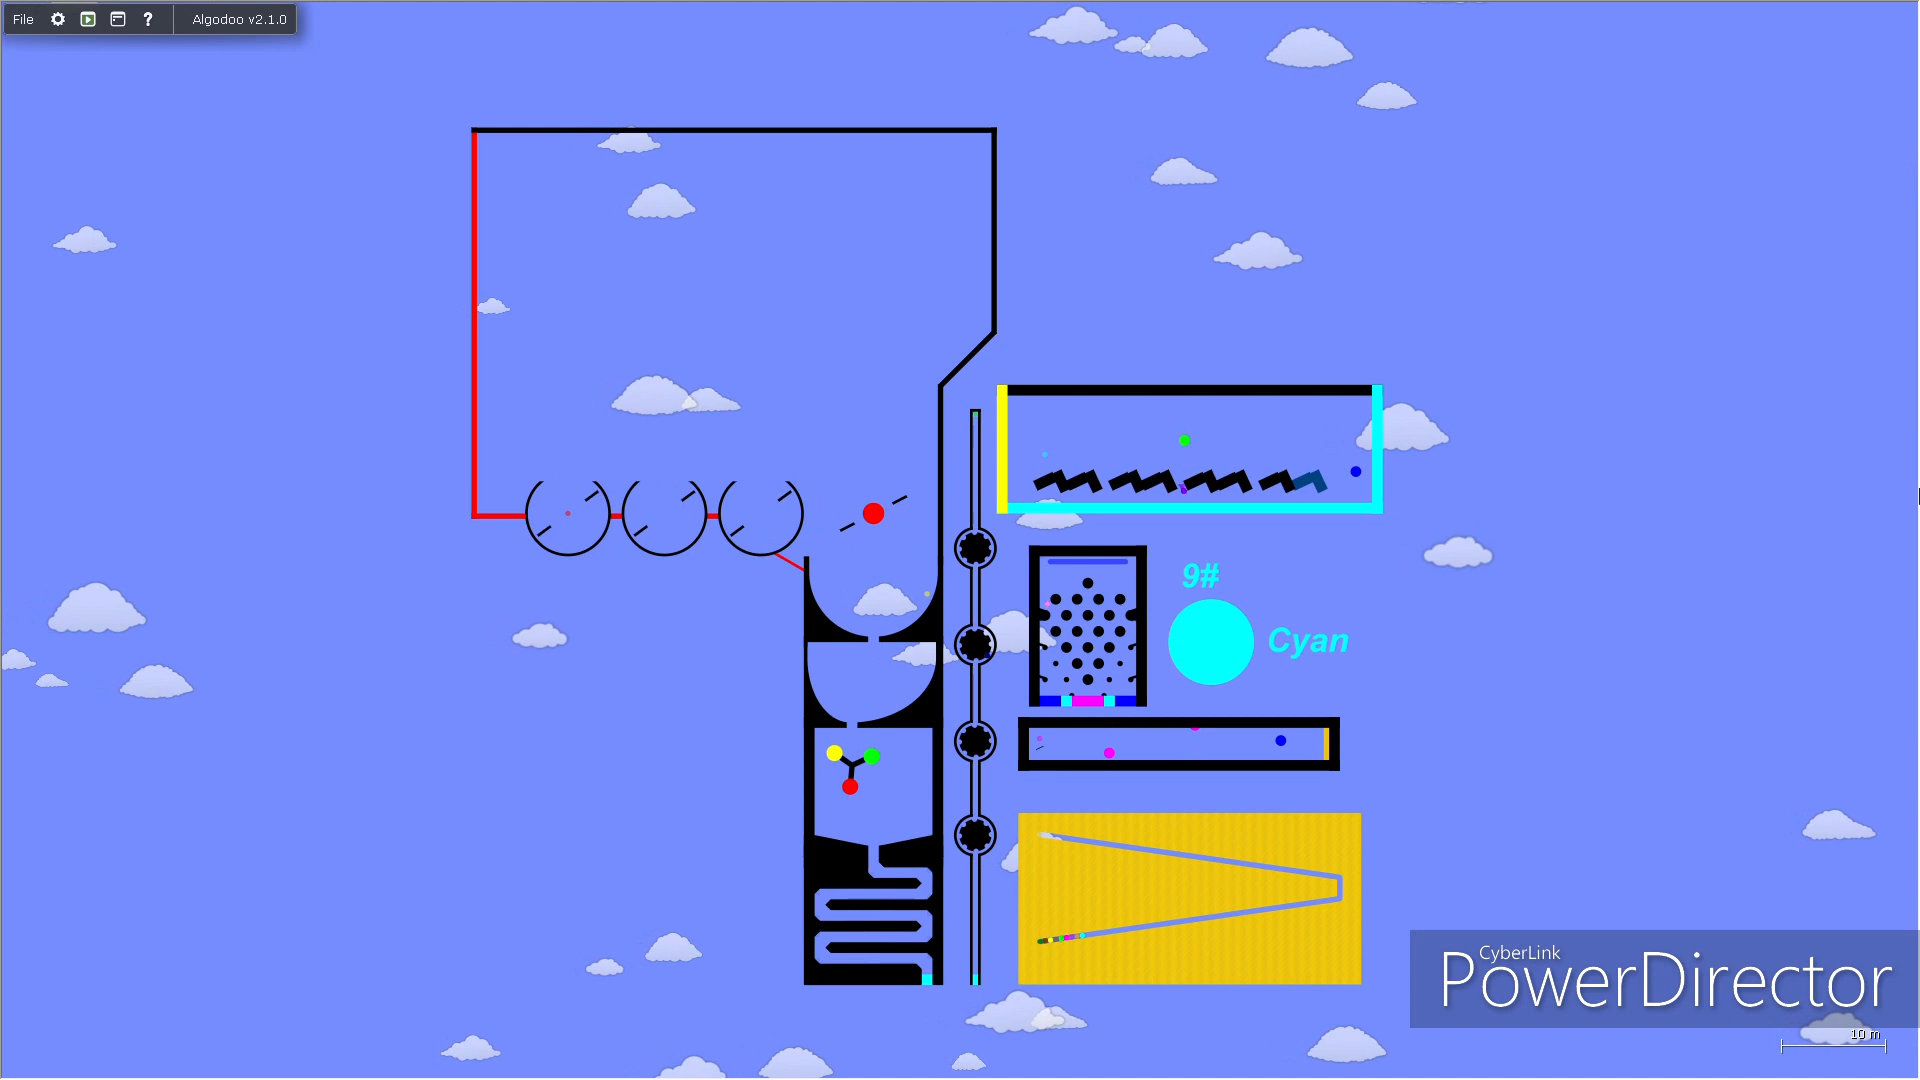 File ? Algodoo v2.1.0
9#
Cyan
CyberLink
PowerDirector
10 m